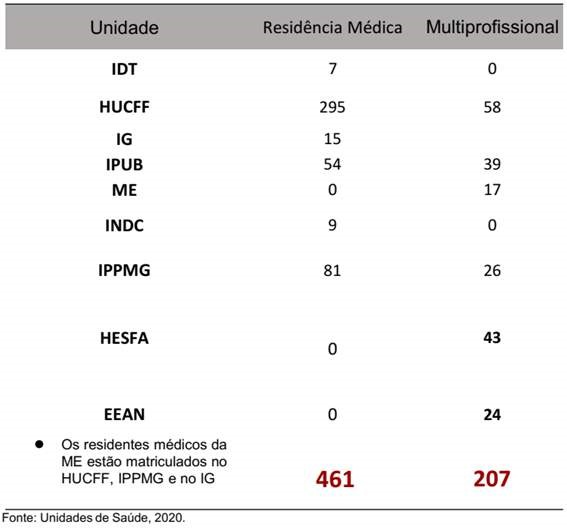 Unidade Residência Médica Multiprofissional
IDT 7 0
HUCFF 295 58
IG 15
IPUB 54 39
ME 0 17
INDC 9 0
IPPMG 81 26
HESFA 0 43
EEAN 0 24
● Os residentes médicos da
ME estão matriculados no
HUCFF, IPPMG e no IG 461 207
Fonte: Unidades de Saúde, 2020.